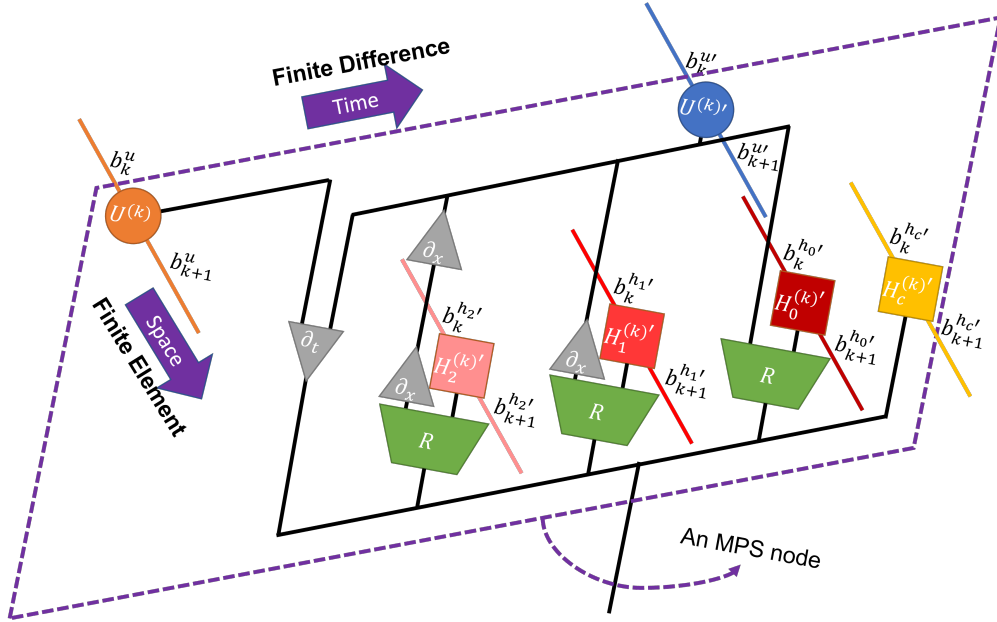 Finite Difference
Time
b_k^{u'}
U^{(k)'}
b_{k+1}^{u'}
b_k^u
U^{(k)}
b_{k+1}^u
Finite Element
Space
∂_t
∂_x
b_k^{h_2'}
H_2^{(k)'}
b_{k+1}^{h_2'}
∂_x
R
b_k^{h_1'}
H_1^{(k)'}
b_{k+1}^{h_1'}
∂_x
R
b_k^{h_0'}
H_0^{(k)'}
b_{k+1}^{h_0'}
R
b_k^{h_c'}
H_c^{(k)'}
b_{k+1}^{h_c'}
An MPS node